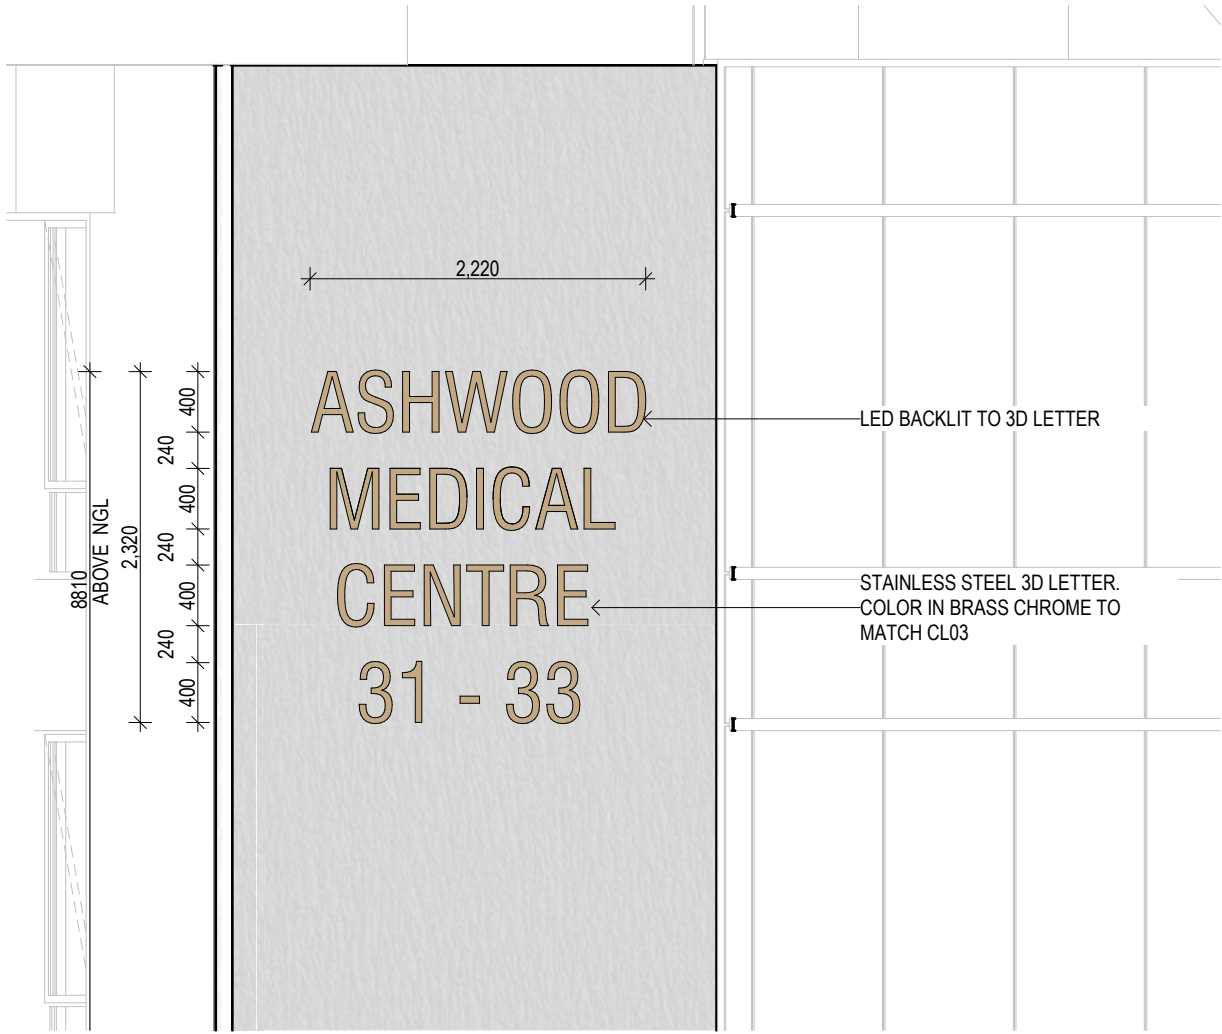 2,220
ASHWOOD
MEDICAL
CENTRE
31 - 33
LED BACKLIT TO 3D LETTER
STAINLESS STEEL 3D LETTER.
COLOR IN BRASS CHROME TO
MATCH CL03
400
240
400
240
400
240
400
2,320
8810
ABOVE NGL